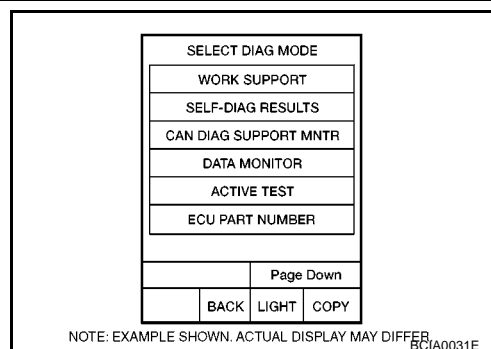 SELECT DIAG MODE
WORK SUPPORT
SELF-DIAG RESULTS
CAN DIAG SUPPORT MNTR
DATA MONITOR
ACTIVE TEST
ECU PART NUMBER
Page Down
BACK LIGHT COPY
NOTE: EXAMPLE SHOWN. ACTUAL DISPLAY MAY DIFFER
BCIA0031E